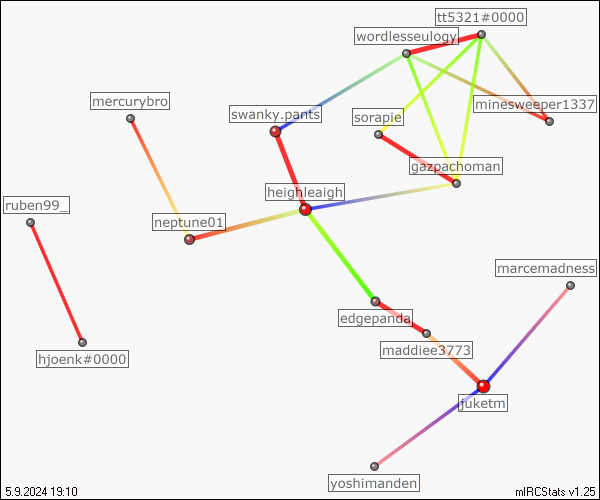 tt5321#0000
wordlesseulogy
mercurybro
minesweeper1337
swanky.pants
sorapie
gazpachoman
heighleaigh
ruben99_
neptune01
marcemadness
edgepanda
maddiee3773
hjoenk#0000
juketm
yoshimanden
5.9.2024 19:10
mIRCStats v1.25